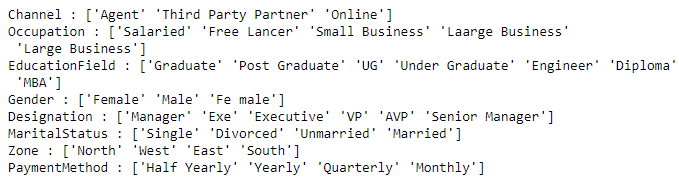 Channel : ['Agent' 'Third Party Partner' 'Online']
Occupation : ['Salaried' 'Free Lancer' 'Small Business' 'Laarge Business'
 'Large Business']
EducationField : ['Graduate' 'Post Graduate' 'UG' 'Under Graduate' 'Engineer' 'Diploma'
 'MBA']
Gender : ['Female' 'Male' 'Fe male']
Designation : ['Manager' 'Exe' 'Executive' 'VP' 'AVP' 'Senior Manager']
MaritalStatus : ['Single' 'Divorced' 'Unmarried' 'Married']
Zone : ['North' 'West' 'East' 'South']
PaymentMethod : ['Half Yearly' 'Yearly' 'Quarterly' 'Monthly']